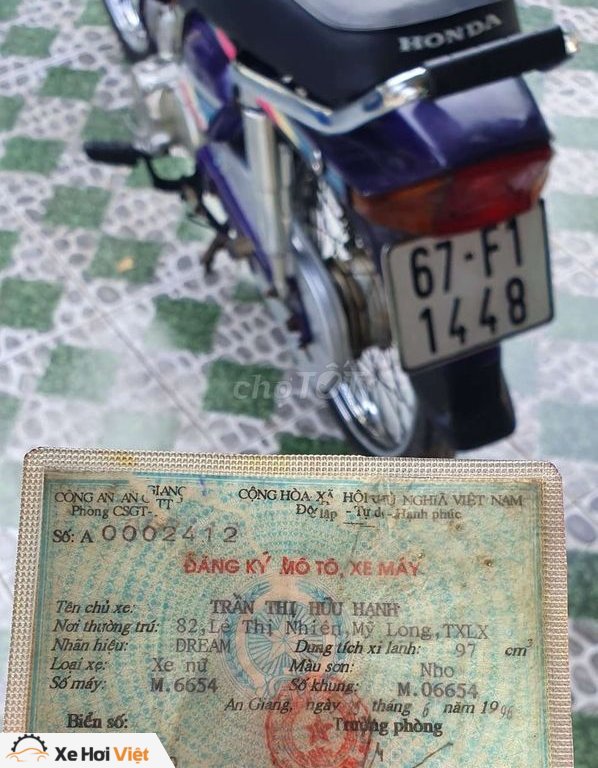 HONDA
67-F1
1448
chợTỐT
CÔNG AN AN GIANG
CỘNG HÒA XÃ HỘI CHỦ NGHĨA VIỆT NAM
Phòng CSGT-TT
Độc lập - Tự do - Hạnh phúc
Số: A 0002412
ĐĂNG KÝ MÔ TÔ, XE MÁY
Tên chủ xe: TRẦN THỊ HỮU HẠNH
Nơi thường trú: 82,Lê Thị Nhiên,Mỹ Long,TXLX
Nhãn hiệu: DREAM Dung tích xi lanh: 97 cm3
Loại xe: Xe nữ Màu sơn: Nho
Số máy: M.6654 Số khung: M.06654
An Giang, ngày tháng 6 năm 1996
Biển số: Trưởng phòng
Xe Hơi Việt